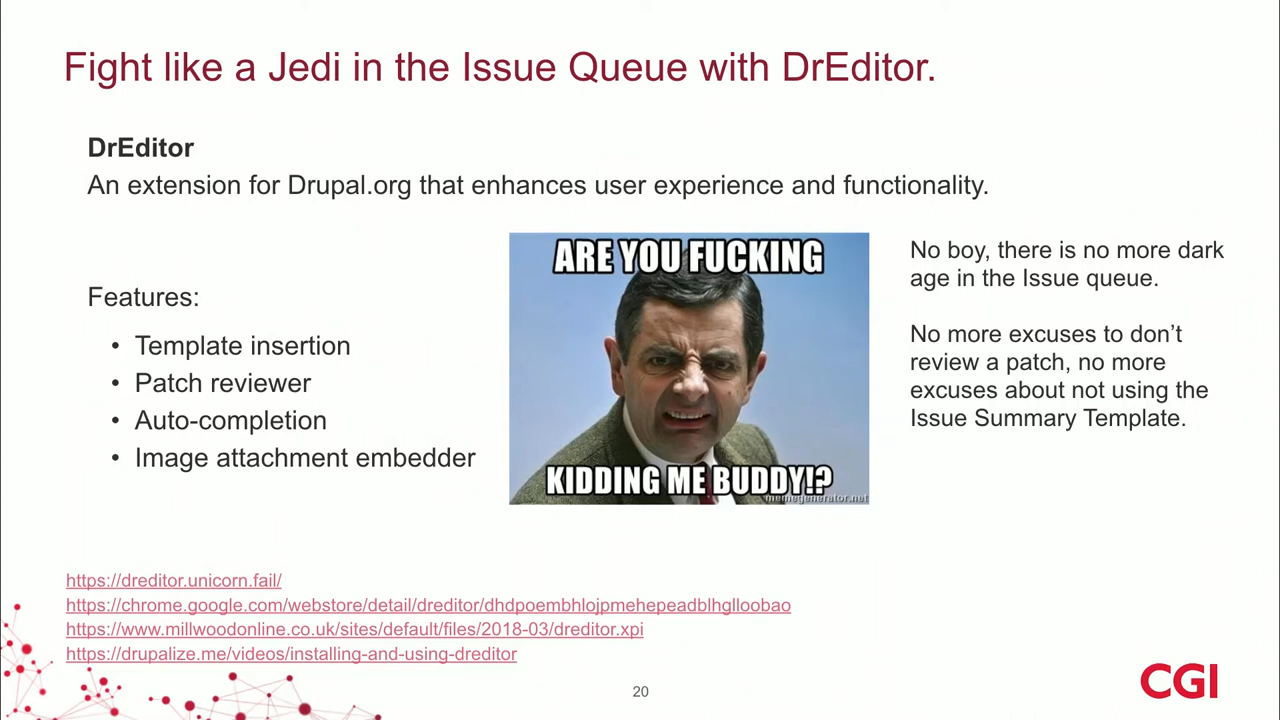 Fight like a Jedi in the Issue Queue with DrEditor.
DrEditor
An extension for Drupal.org that enhances user experience and functionality.
Features:
• Template insertion
• Patch reviewer
• Auto-completion
• Image attachment embedder
ARE YOU FUCKING
KIDDING ME BUDDY!?
memegenerator.net
No boy, there is no more dark
age in the Issue queue.
No more excuses to don’t
review a patch, no more
excuses about not using the
Issue Summary Template.
https://dreditor.unicorn.fail/
https://chrome.google.com/webstore/detail/dreditor/dhdpoembhlojpmehepeadblhglloobao
https://www.millwoodonline.co.uk/sites/default/files/2018-03/dreditor.xpi
https://drupalize.me/videos/installing-and-using-dreditor
20
CGI